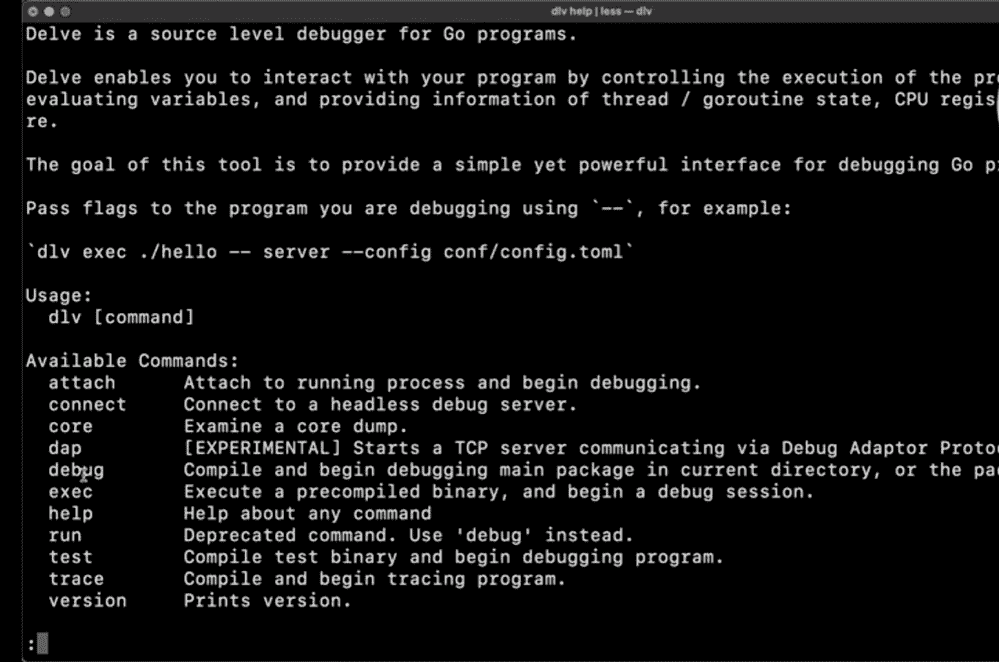 dlv help | less — dlv
Delve is a source level debugger for Go programs.
Delve enables you to interact with your program by controlling the execution of the
evaluating variables, and providing information of thread / goroutine state, CPU
re.
The goal of this tool is to provide a simple yet powerful interface for debugging Go
Pass flags to the program you are debugging using `--`, for example:
`dlv exec ./hello -- server --config conf/config.toml`
Usage:
dlv [command]
Available Commands:
attach Attach to running process and begin debugging.
connect Connect to a headless debug server.
core Examine a core dump.
dap [EXPERIMENTAL] Starts a TCP server communicating via Debug Adaptor
debug Compile and begin debugging main package in current directory, or the
exec Execute a precompiled binary, and begin a debug session.
help Help about any command
run Deprecated command. Use 'debug' instead.
test Compile test binary and begin debugging program.
trace Compile and begin tracing program.
version Prints version.
: